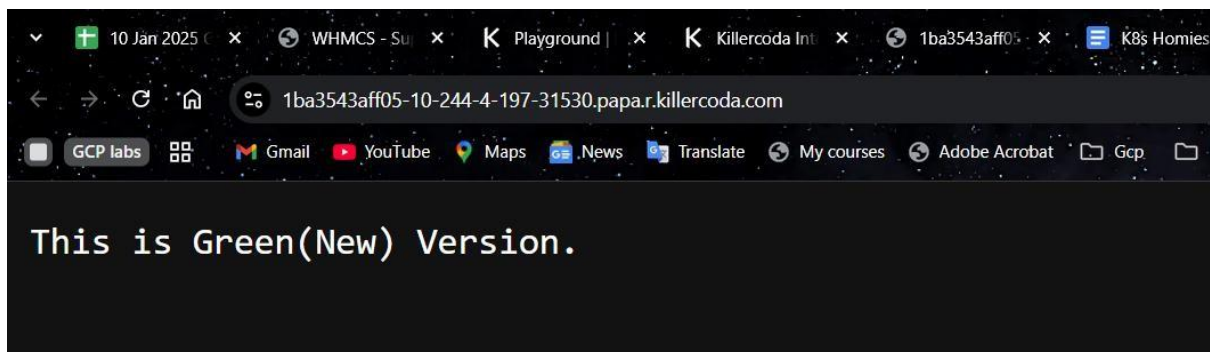 10 Jan 2025
WHMCS - Su
Playground |
Killercoda Int
1ba3543aff05
K8s Homies
1ba3543aff05-10-244-4-197-31530.papa.r.killercoda.com
GCP labs
Gmail
YouTube
Maps
News
Translate
My courses
Adobe Acrobat
Gcp
This is Green(New) Version.